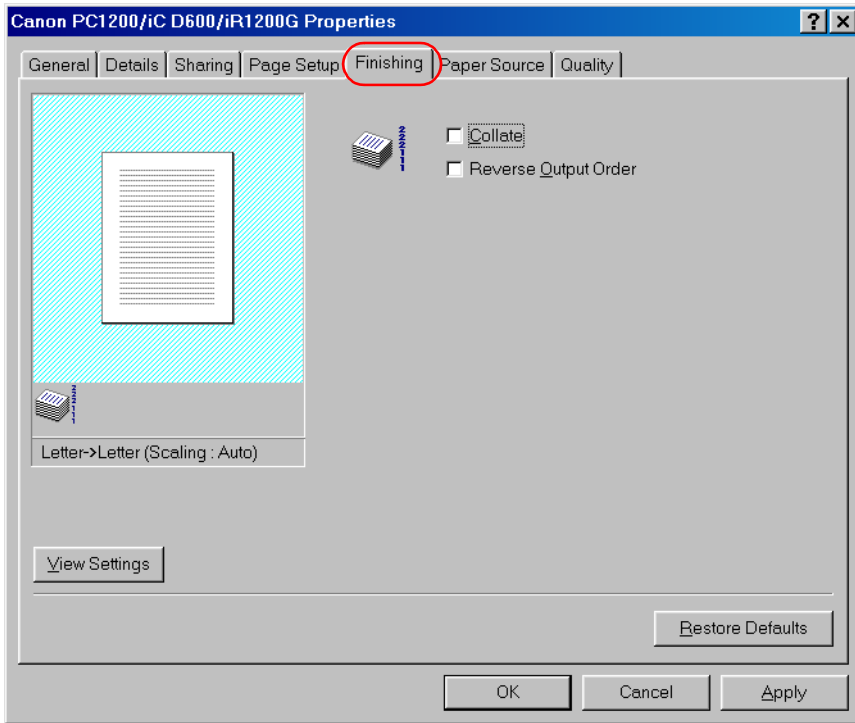 Canon PC1200/iC D600/iR1200G Properties
General Details Sharing Page Setup Finishing Paper Source Quality
Collate
Reverse Output Order
Letter->Letter (Scaling : Auto)
View Settings
Restore Defaults
OK Cancel Apply